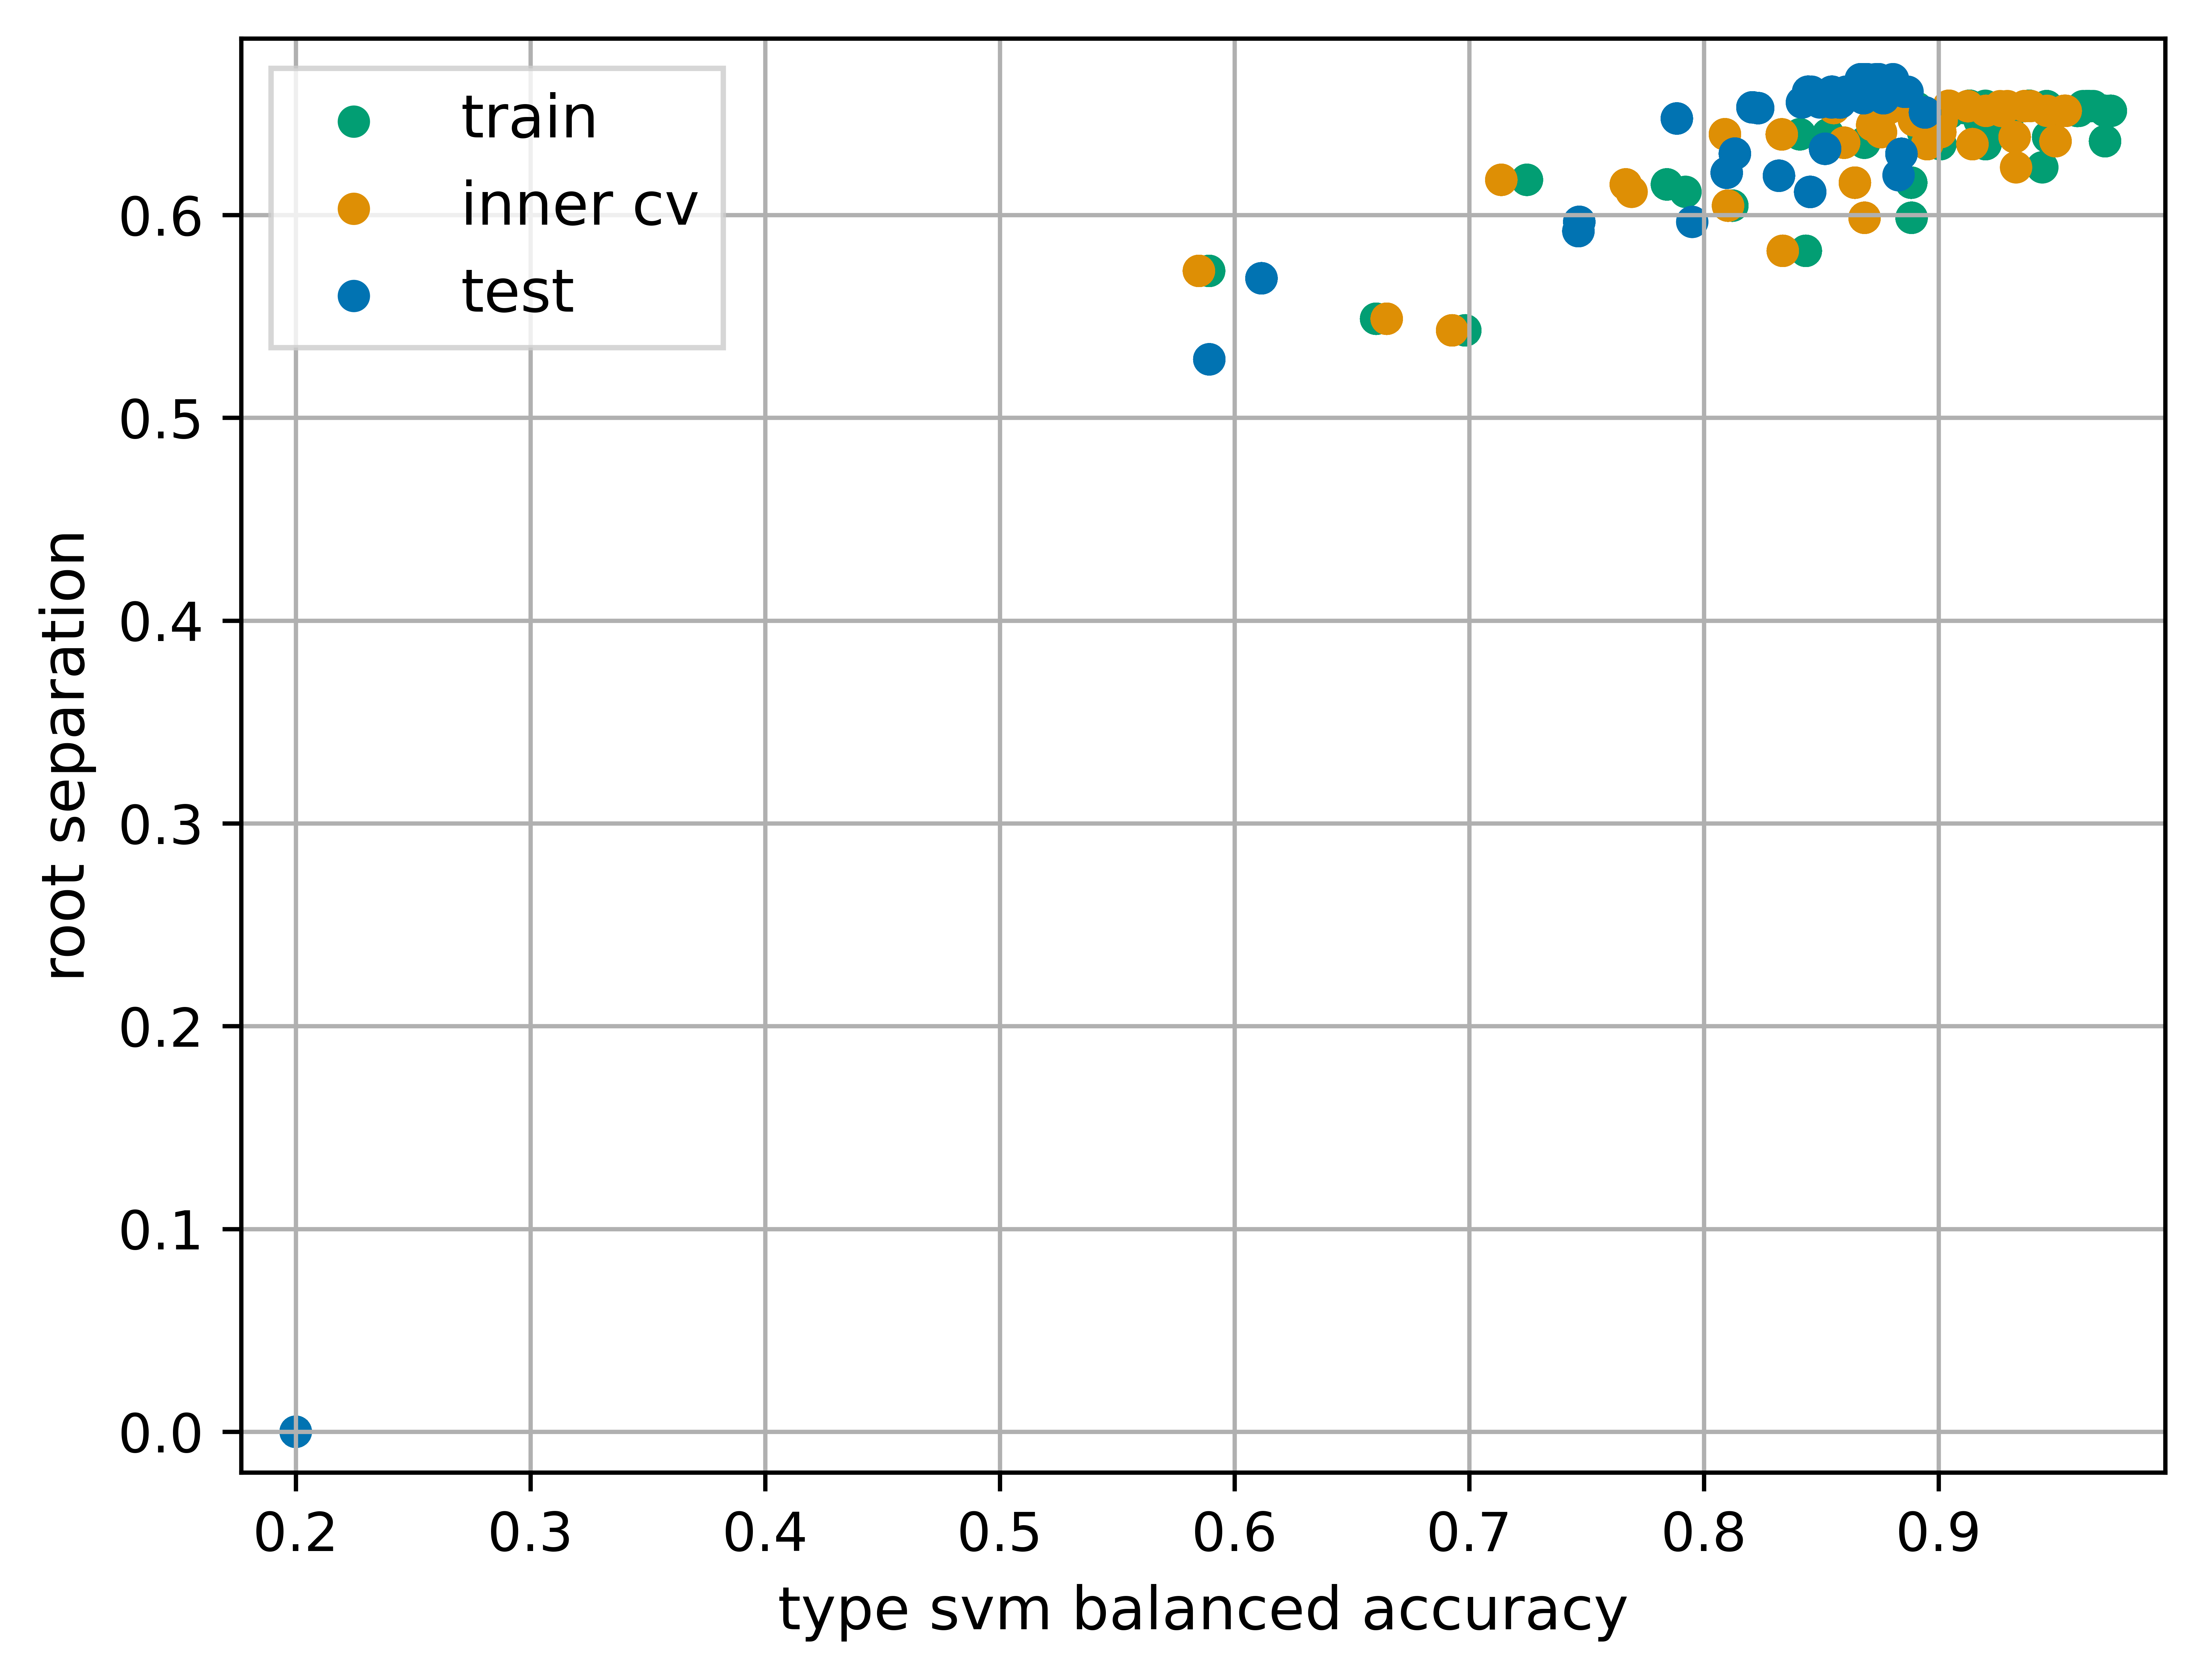 train
inner cv
test
0.6
0.5
0.4
0.3
0.2
0.1
0.0
root separation
0.2 0.3 0.4 0.5 0.6 0.7 0.8 0.9
type svm balanced accuracy